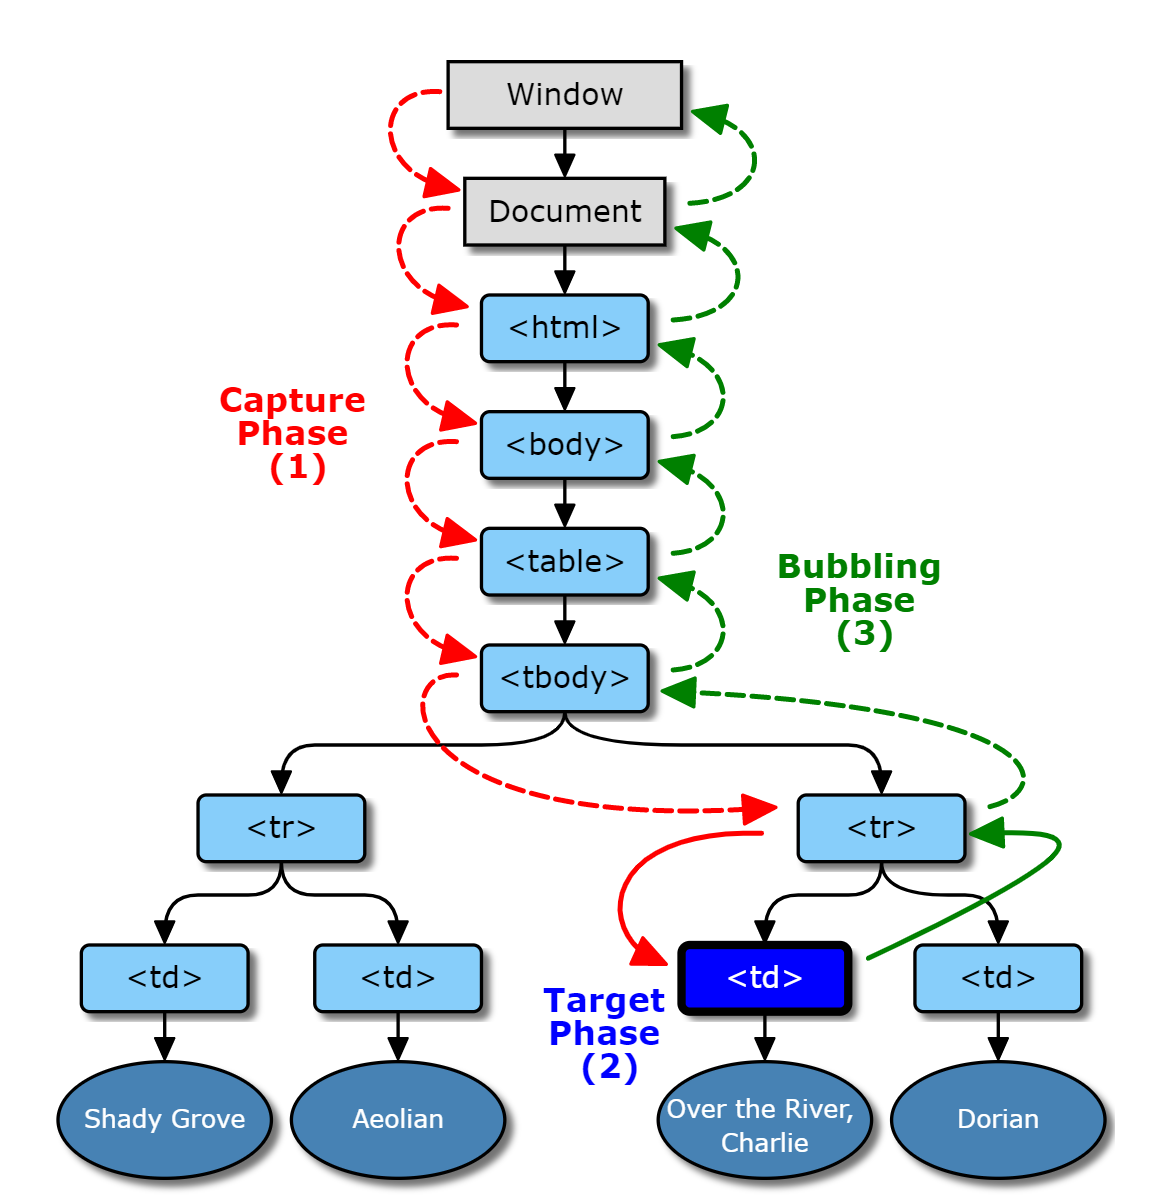 Window
Document
<html>
Capture
Phase
(1)
<body>
<table>
Bubbling
Phase
(3)
<tbody>
<tr>
<tr>
<td>
<td>
<td>
<td>
Target
Phase
(2)
Shady Grove
Aeolian
Over the River,
Charlie
Dorian